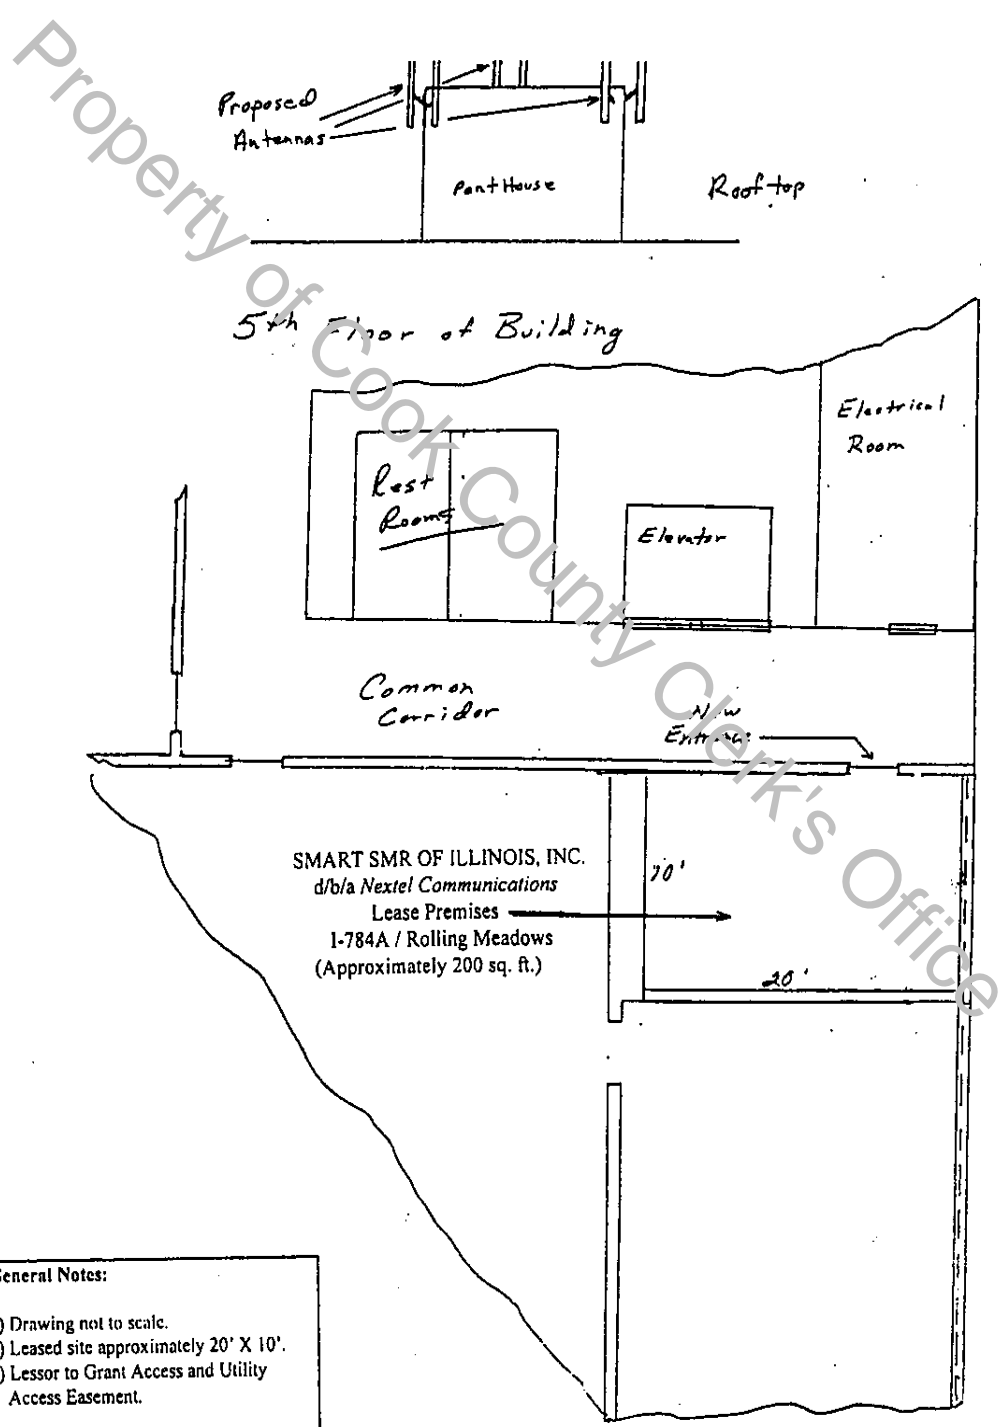 Proposed
Antennas
Pent House
Rooftop
5th Floor of Building
Electrical
Room
Rest
Rooms
Elevator
Common
Corridor
New
Entrance
SMART SMR OF ILLINOIS, INC.
d/b/a Nextel Communications
Lease Premises
I-784A / Rolling Meadows
(Approximately 200 sq. ft.)
10'
20'
General Notes:
) Drawing not to scale.
) Leased site approximately 20' X 10'.
) Lessor to Grant Access and Utility
Access Easement.
Property of Cook County Clerk's Office